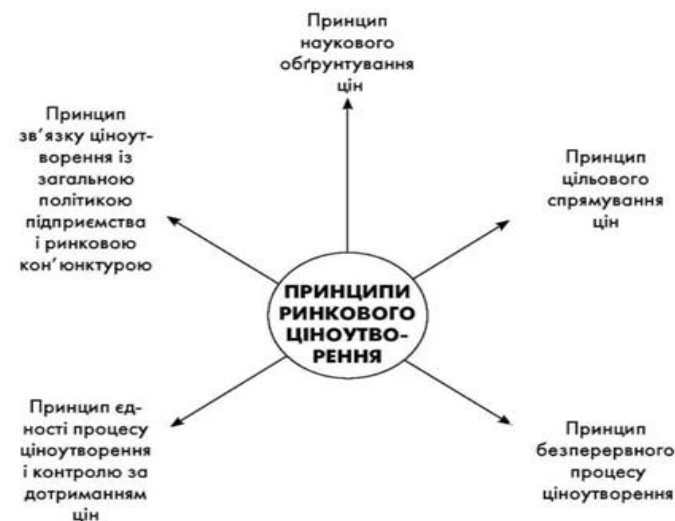 Принцип
наукового
обґрунтування
цін
Принцип
зв’язку ціноут-
ворення із
загальною
політикою
підприємства
і ринковою
кон’юнктурою
Принцип
цільового
спрямування
цін
ПРИНЦИПИ
РИНКОВОГО
ЦІНОУТВО-
РЕННЯ
Принцип єд-
ності процесу
ціноутворення
і контролю за
дотриманням
цін
Принцип
безперервного
процесу
ціноутворення